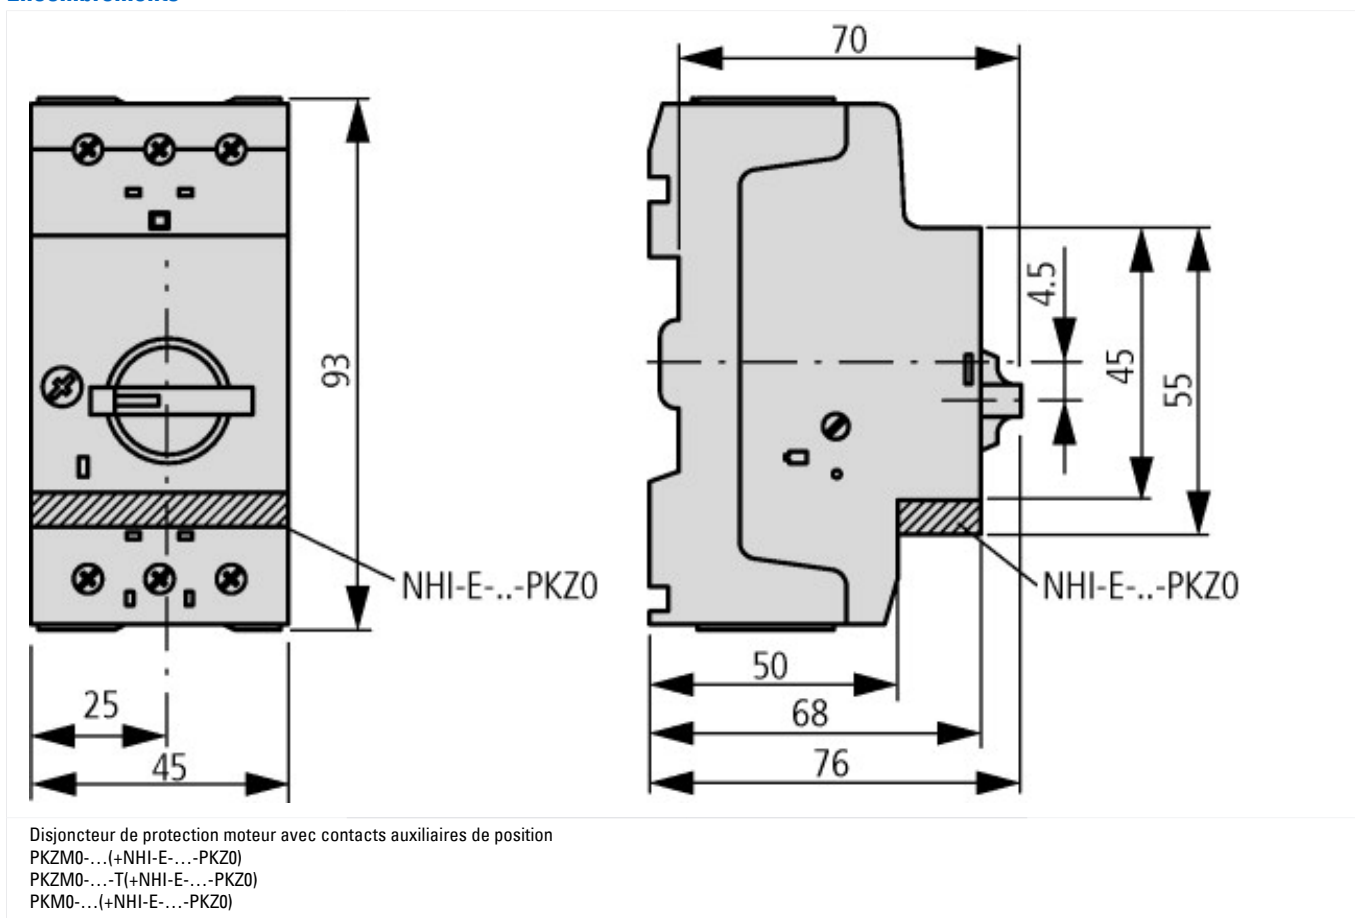 70
93
4.5
45
55
NHI-E-..-PKZ0
NHI-E-..-PKZ0
50
25
68
45
76
Disjoncteur de protection moteur avec contacts auxiliaires de position
PKZM0-…(+NHI-E-…-PKZ0)
PKZM0-…-T(+NHI-E-…-PKZ0)
PKM0-…(+NHI-E-…-PKZ0)